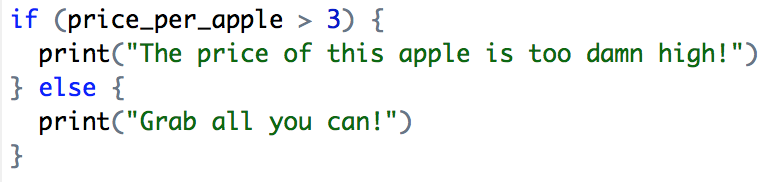 if (price_per_apple > 3) {
  print("The price of this apple is too damn high!")
} else {
  print("Grab all you can!")
}